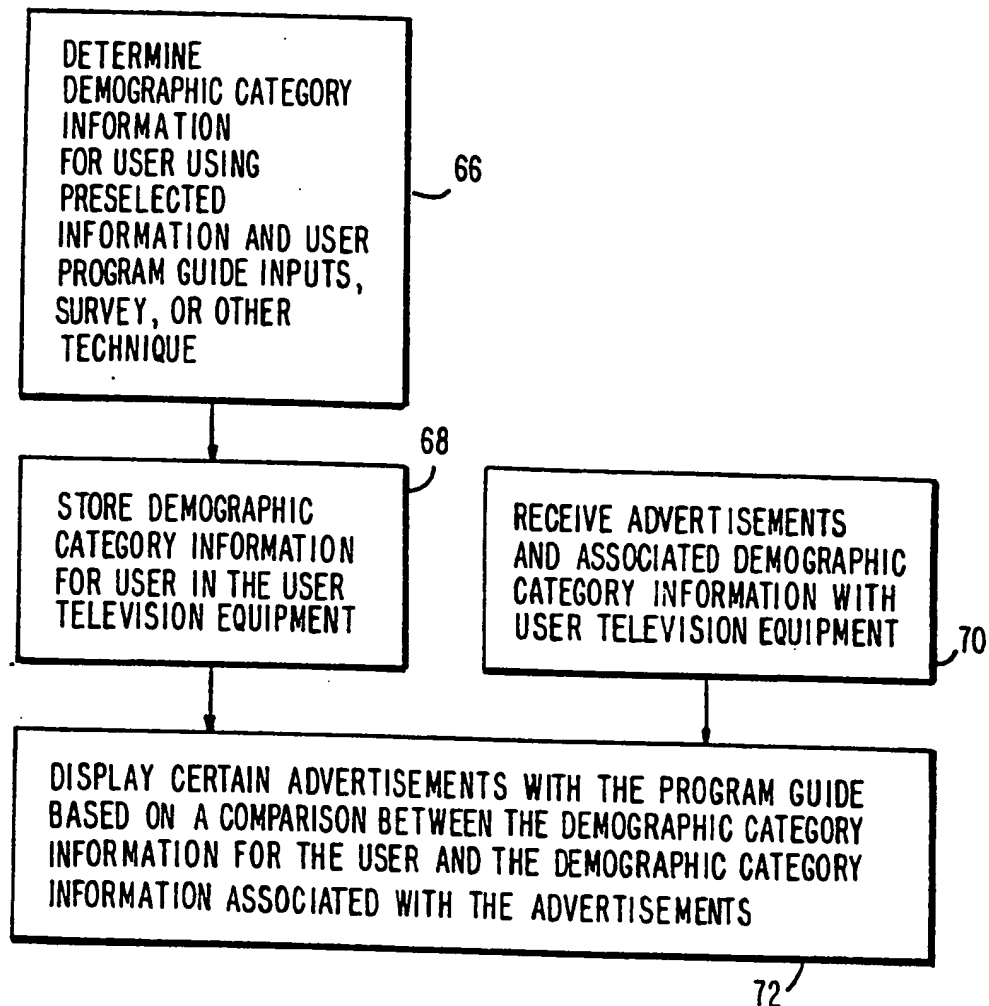 DETERMINE
DEMOGRAPHIC CATEGORY
INFORMATION
FOR USER USING
PRESELECTED
INFORMATION AND USER
PROGRAM GUIDE INPUTS,
SURVEY, OR OTHER
TECHNIQUE
66
68
STORE DEMOGRAPHIC
CATEGORY INFORMATION
FOR USER IN THE USER
TELEVISION EQUIPMENT
RECEIVE ADVERTISEMENTS
AND ASSOCIATED DEMOGRAPHIC
CATEGORY INFORMATION WITH
USER TELEVISION EQUIPMENT
70
DISPLAY CERTAIN ADVERTISEMENTS WITH THE PROGRAM GUIDE
BASED ON A COMPARISON BETWEEN THE DEMOGRAPHIC CATEGORY
INFORMATION FOR THE USER AND THE DEMOGRAPHIC CATEGORY
INFORMATION ASSOCIATED WITH THE ADVERTISEMENTS
72